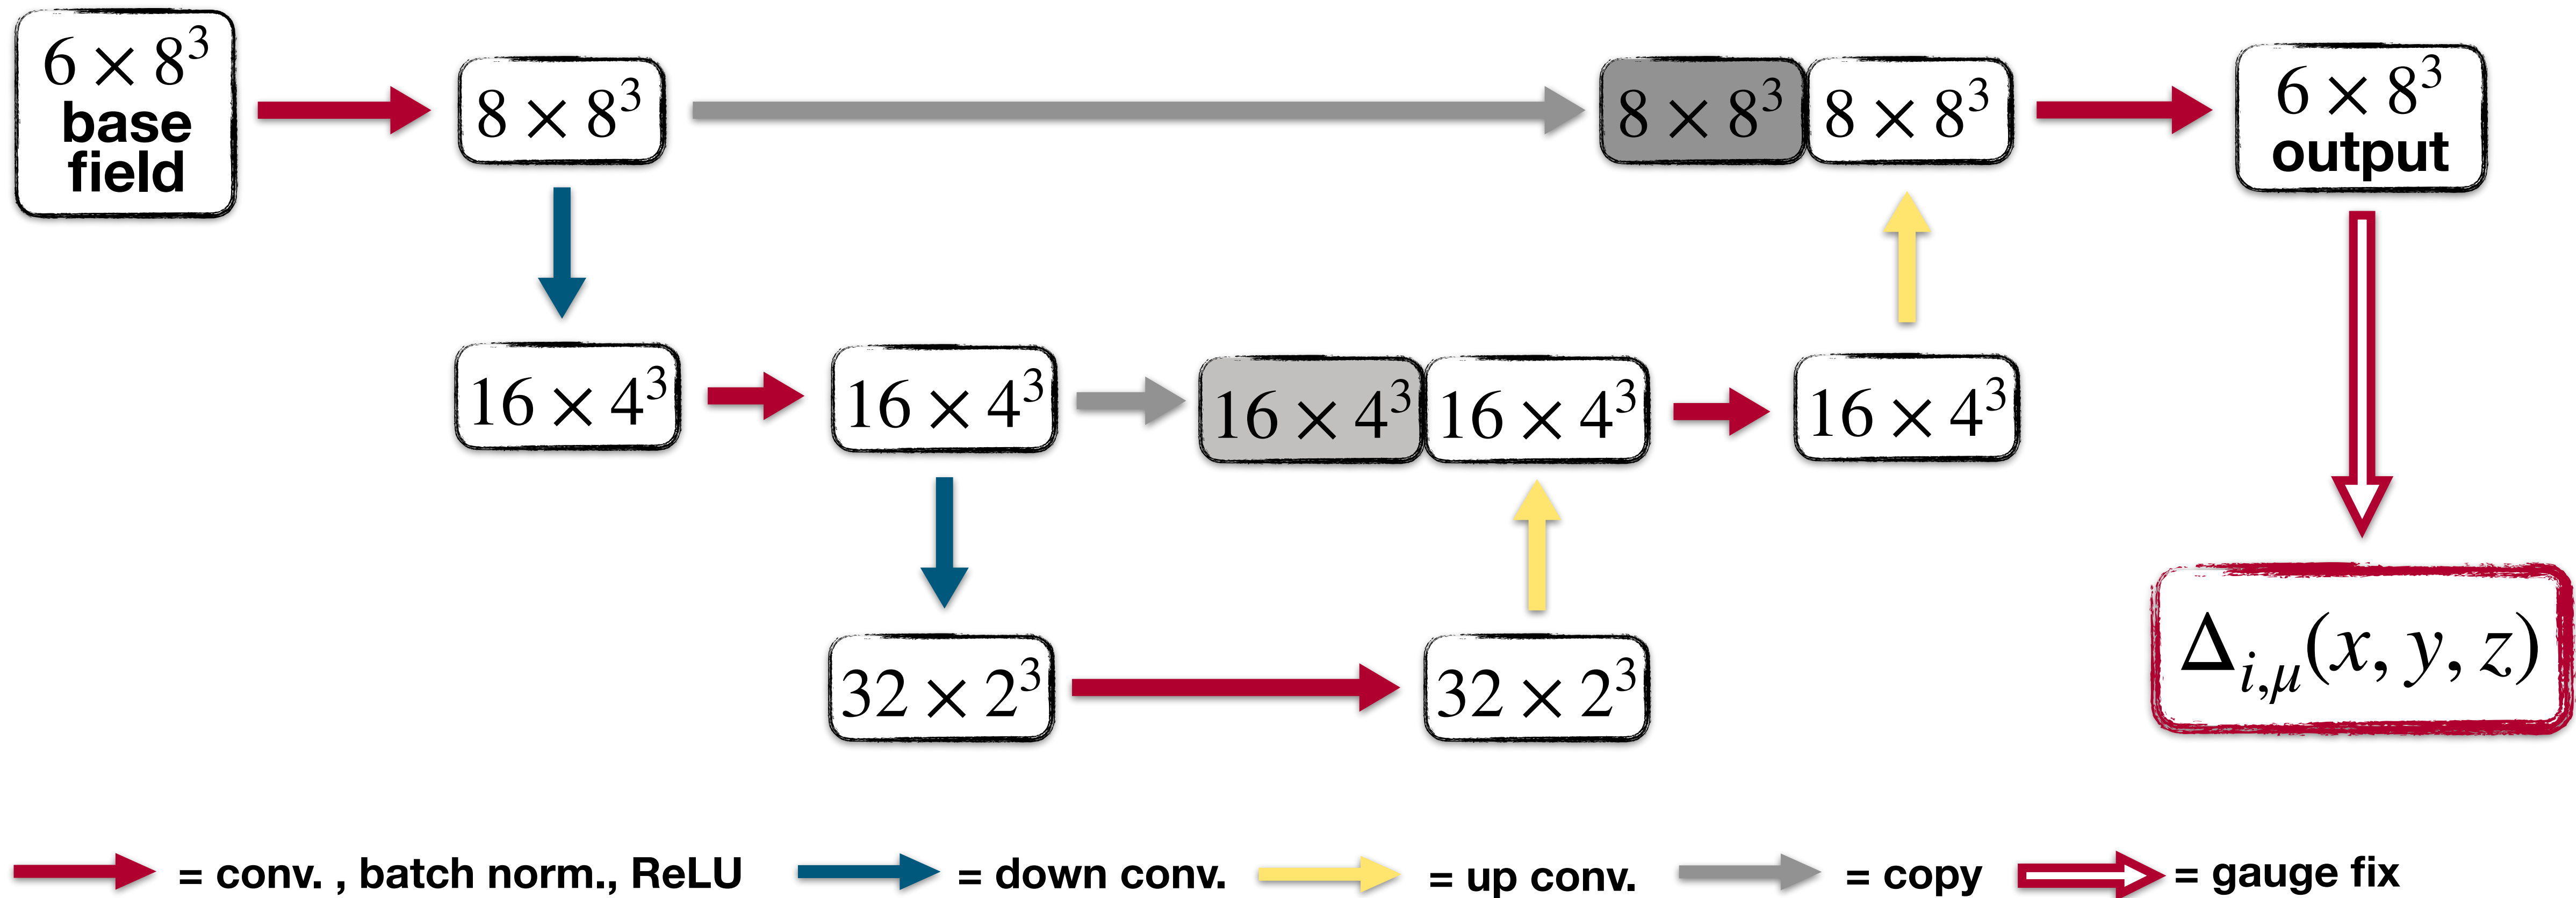 6 × 8³
base
field
8 × 8³
8 × 8³
8 × 8³
6 × 8³
output
16 × 4³
16 × 4³
16 × 4³
16 × 4³
16 × 4³
32 × 2³
32 × 2³
Δᵢ,μ(x, y, z)
= conv. , batch norm., ReLU
= down conv.
= up conv.
= copy
= gauge fix